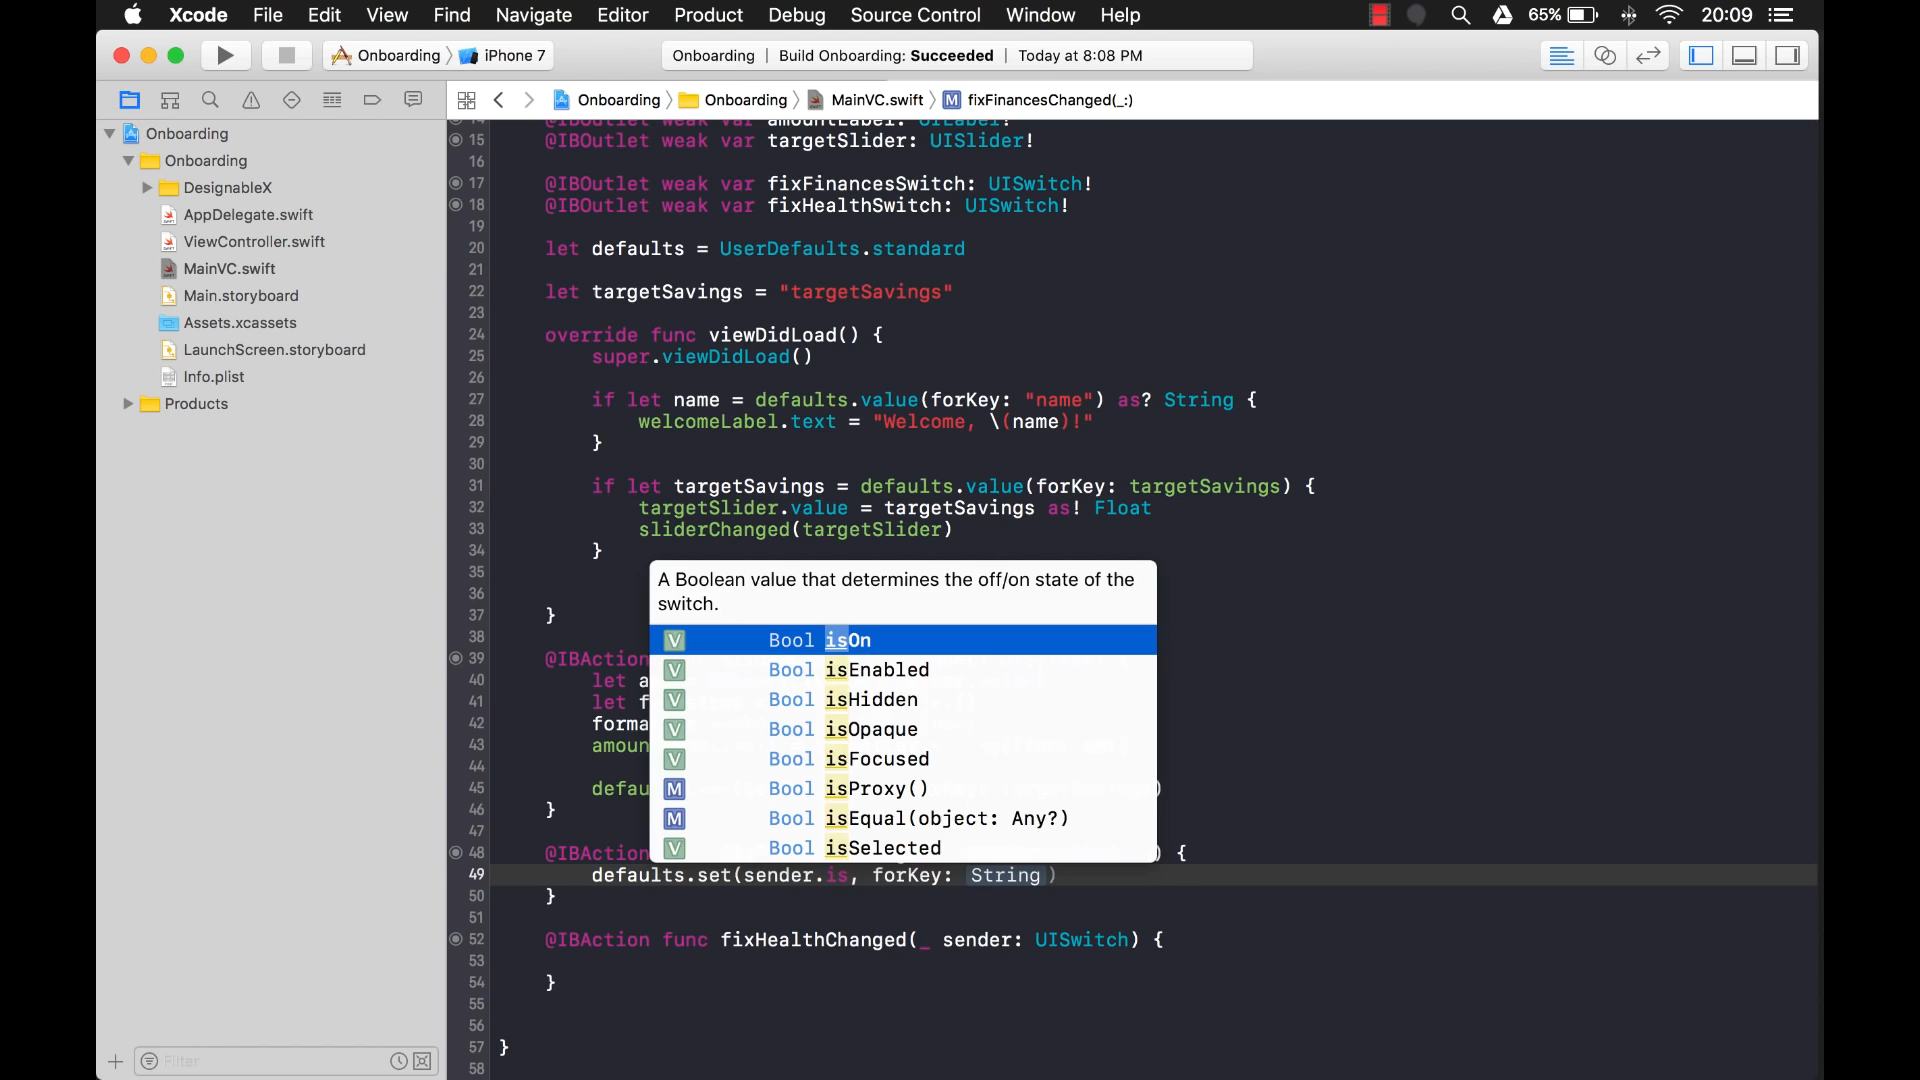 Xcode File Edit View Find Navigate Editor Product Debug Source Control Window Help 65% 20:09
Onboarding iPhone 7 Onboarding | Build Onboarding: Succeeded | Today at 8:08 PM
Onboarding Onboarding MainVC.swift M fixFinancesChanged(_:)
Onboarding
Onboarding
DesignableX
AppDelegate.swift
ViewController.swift
MainVC.swift
Main.storyboard
Assets.xcassets
LaunchScreen.storyboard
Info.plist
Products
Filter
14 @IBOutlet weak var amountLabel: UILabel!
15 @IBOutlet weak var targetSlider: UISlider!
16
17 @IBOutlet weak var fixFinancesSwitch: UISwitch!
18 @IBOutlet weak var fixHealthSwitch: UISwitch!
19
20 let defaults = UserDefaults.standard
21
22 let targetSavings = "targetSavings"
23
24 override func viewDidLoad() {
25 super.viewDidLoad()
26
27 if let name = defaults.value(forKey: "name") as? String {
28 welcomeLabel.text = "Welcome, \(name)!"
29 }
30
31 if let targetSavings = defaults.value(forKey: targetSavings) {
32 targetSlider.value = targetSavings as! Float
33 sliderChanged(targetSlider)
34 }
35
36
37 }
38
39 @IBAction
40 let a
41 let f
42 forma
43 amoun
44
45 defau )
46 }
47
48 @IBAction ) {
49 defaults.set(sender.is, forKey: String )
50 }
51
52 @IBAction func fixHealthChanged(_ sender: UISwitch) {
53
54 }
55
56
57 }
58
A Boolean value that determines the off/on state of the
switch.
V Bool isOn
V Bool isEnabled
V Bool isHidden
V Bool isOpaque
V Bool isFocused
M Bool isProxy()
M Bool isEqual(object: Any?)
V Bool isSelected